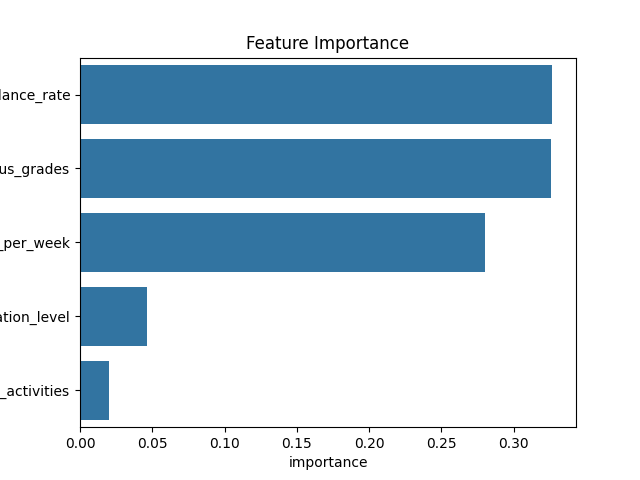 Feature Importance
lance_rate
us_grades
_per_week
ation_level
_activities
0.00 0.05 0.10 0.15 0.20 0.25 0.30
importance